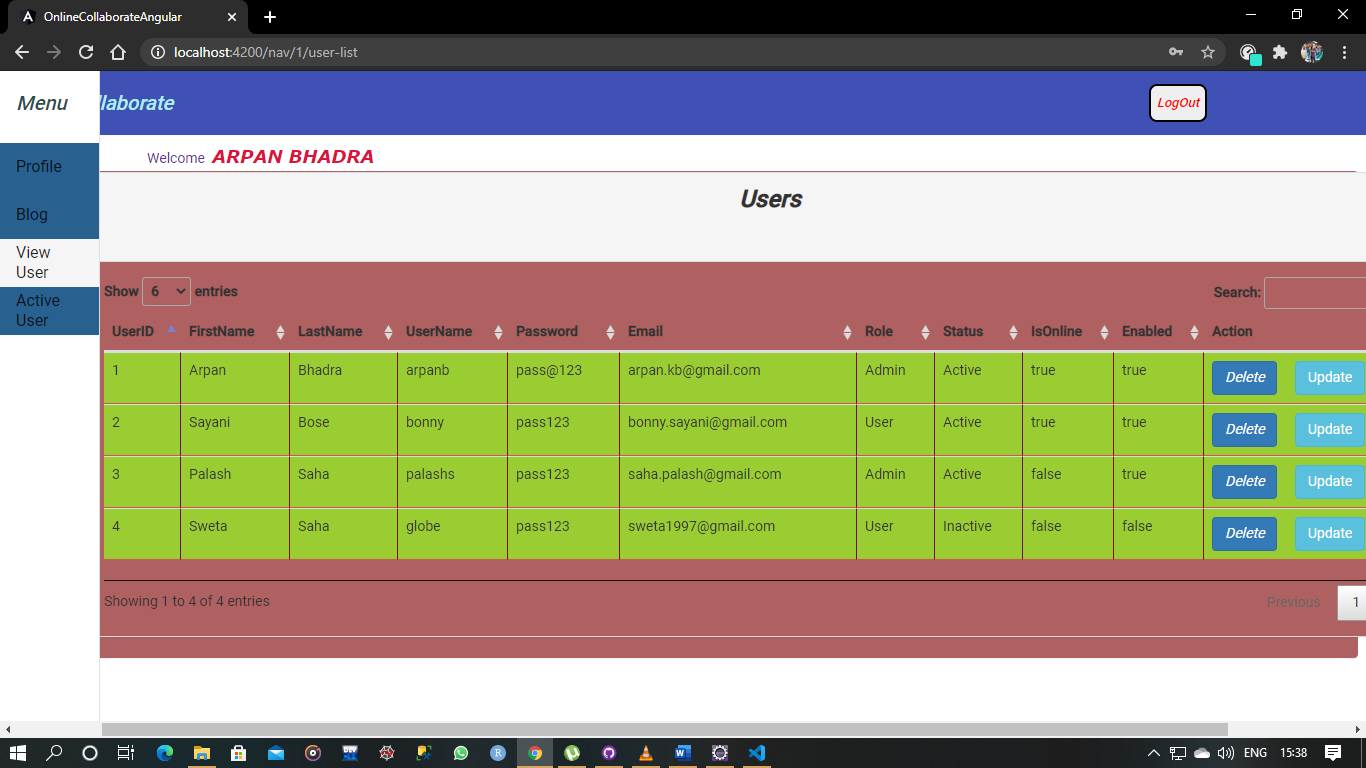 OnlineCollaborateAngular
localhost:4200/nav/1/user-list
Menu
llaborate
LogOut
Welcome ARPAN BHADRA
Profile
Blog
View
User
Active
User
Users
Show 6 entries
Search:
UserID FirstName LastName UserName Password Email Role Status IsOnline Enabled Action
1 Arpan Bhadra arpanb pass@123 arpan.kb@gmail.com Admin Active true true Delete Update
2 Sayani Bose bonny pass123 bonny.sayani@gmail.com User Active true true Delete Update
3 Palash Saha palashs pass123 saha.palash@gmail.com Admin Active false true Delete Update
4 Sweta Saha globe pass123 sweta1997@gmail.com User Inactive false false Delete Update
Showing 1 to 4 of 4 entries
Previous 1
ENG 15:38